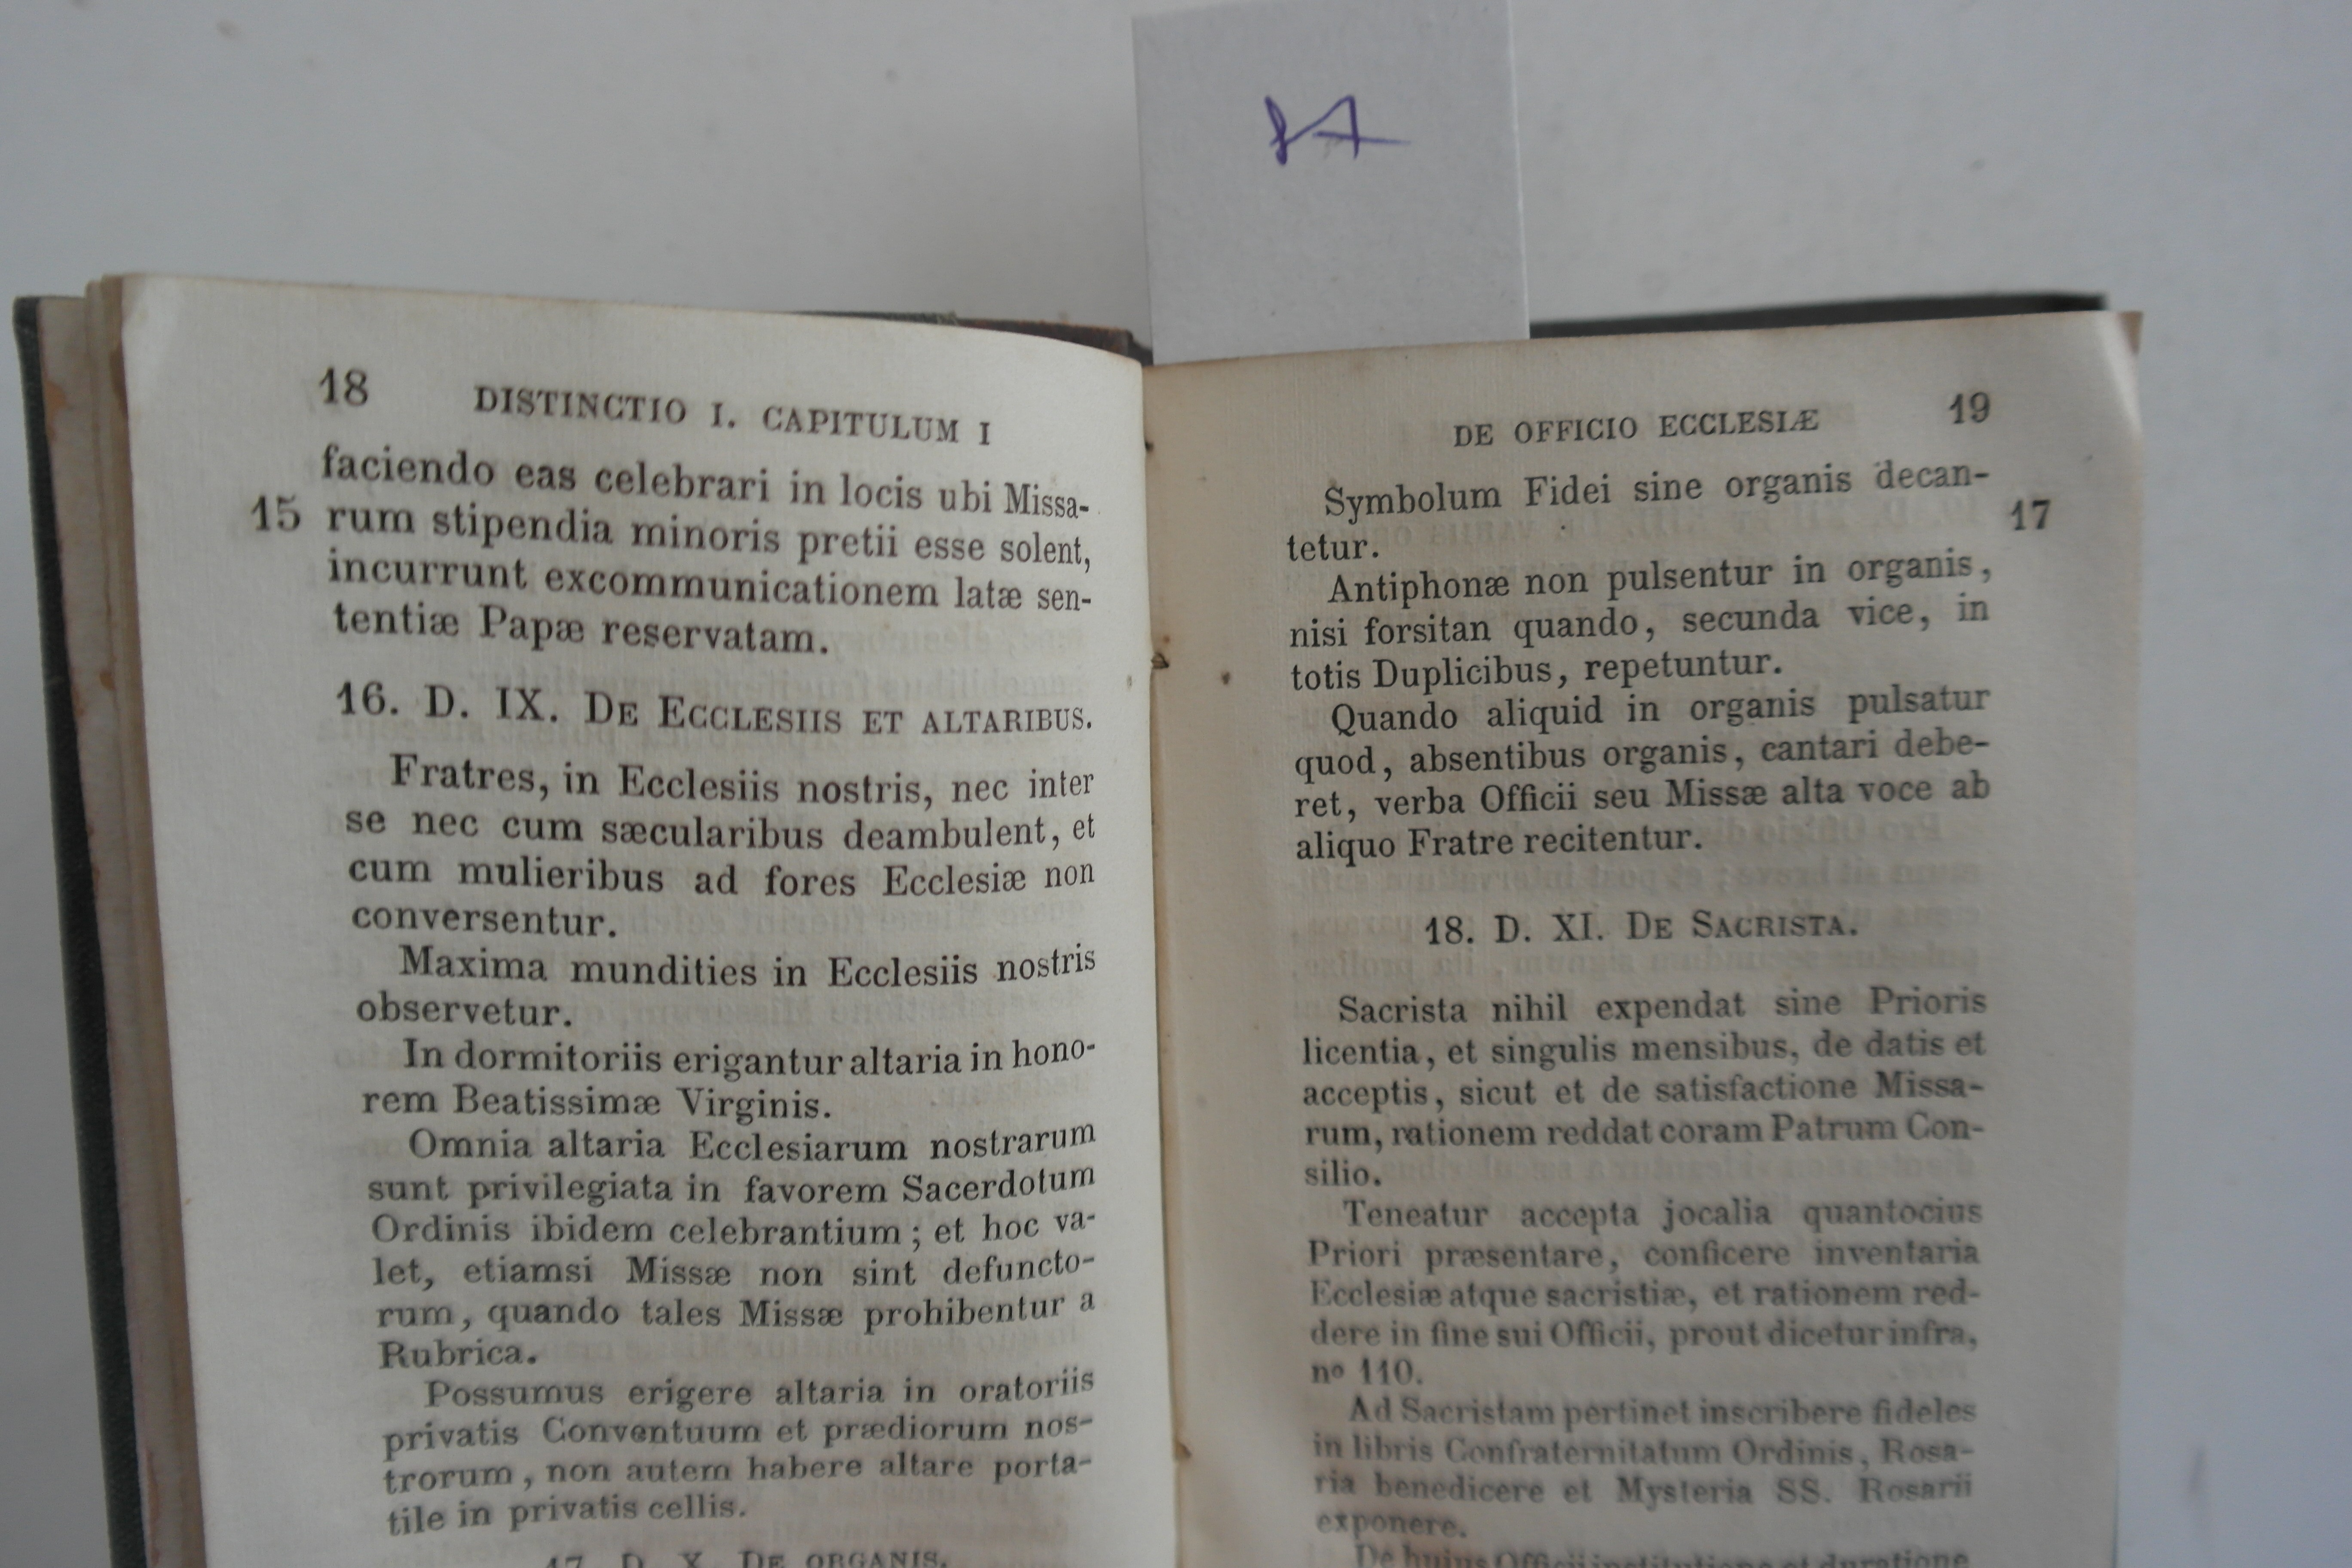 18 DISTINCTIO I. CAPITULUM I
faciendo eas celebrari in locis ubi Missa-
15 rum stipendia minoris pretii esse solent,
incurrunt excommunicationem latæ sen-
tentiæ Papæ reservatam.
16. D. IX. DE ECCLESIIS ET ALTARIBUS.
Fratres, in Ecclesiis nostris, nec inter
se nec cum sæcularibus deambulent, et
cum mulieribus ad fores Ecclesiæ non
conversentur.
Maxima mundities in Ecclesiis nostris
observetur.
In dormitoriis erigantur altaria in hono-
rem Beatissimæ Virginis.
Omnia altaria Ecclesiarum nostrarum
sunt privilegiata in favorem Sacerdotum
Ordinis ibidem celebrantium ; et hoc va-
let, etiamsi Missæ non sint defuncto-
rum, quando tales Missæ prohibentur a
Rubrica.
Possumus erigere altaria in oratoriis
privatis Conventuum et prædiorum nos-
trorum, non autem habere altare porta-
tile in privatis cellis.
17. D. X. DE ORGANIS.
DE OFFICIO ECCLESIÆ 19
Symbolum Fidei sine organis decan-
tetur. 17
Antiphonæ non pulsentur in organis,
nisi forsitan quando, secunda vice, in
totis Duplicibus, repetuntur.
Quando aliquid in organis pulsatur
quod, absentibus organis, cantari debe-
ret, verba Officii seu Missæ alta voce ab
aliquo Fratre recitentur.
18. D. XI. DE SACRISTA.
Sacrista nihil expendat sine Prioris
licentia, et singulis mensibus, de datis et
acceptis, sicut et de satisfactione Missa-
rum, rationem reddat coram Patrum Con-
silio.
Teneatur accepta jocalia quantocius
Priori præsentare, conficere inventaria
Ecclesiæ atque sacristiæ, et rationem red-
dere in fine sui Officii, prout dicetur infra,
nº 110.
Ad Sacristam pertinet inscribere fideles
in libris Confraternitatum Ordinis, Rosa-
ria benedicere et Mysteria SS. Rosarii
exponere.
De hujus Officii institutione et duratione